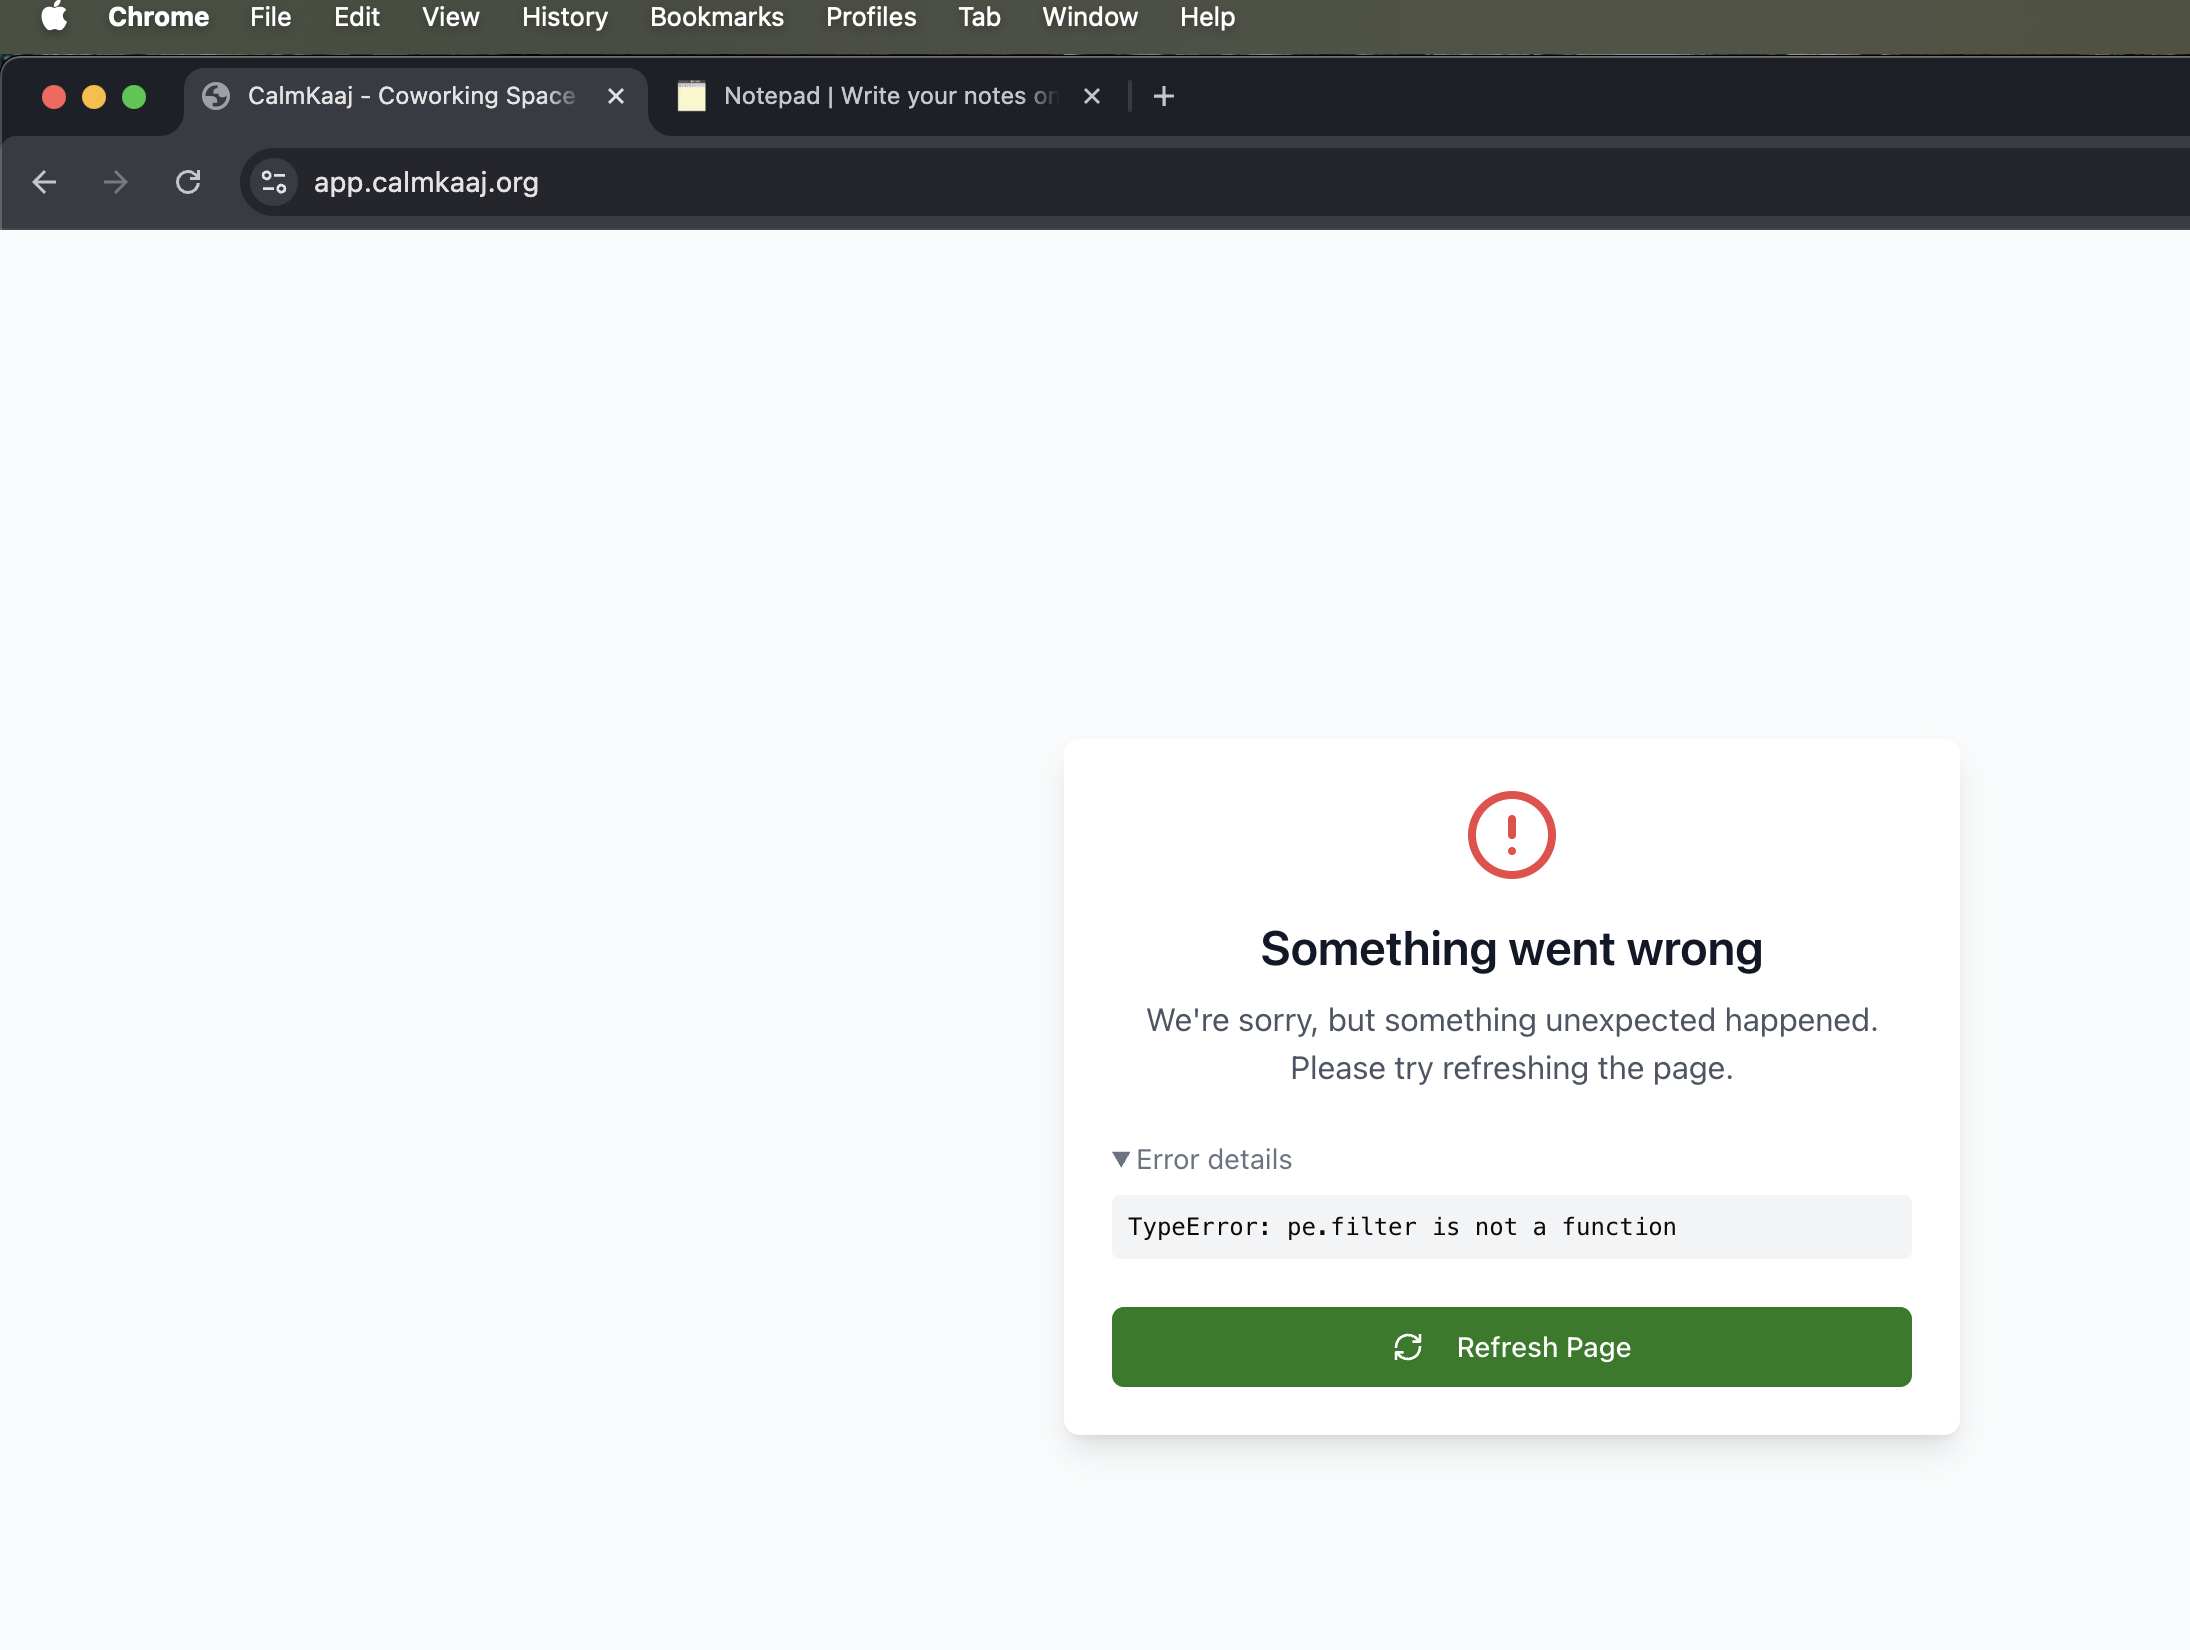 Chrome File Edit View History Bookmarks Profiles Tab Window Help
CalmKaaj - Coworking Space Notepad | Write your notes on
app.calmkaaj.org
Something went wrong
We're sorry, but something unexpected happened.
Please try refreshing the page.
Error details
TypeError: pe.filter is not a function
Refresh Page